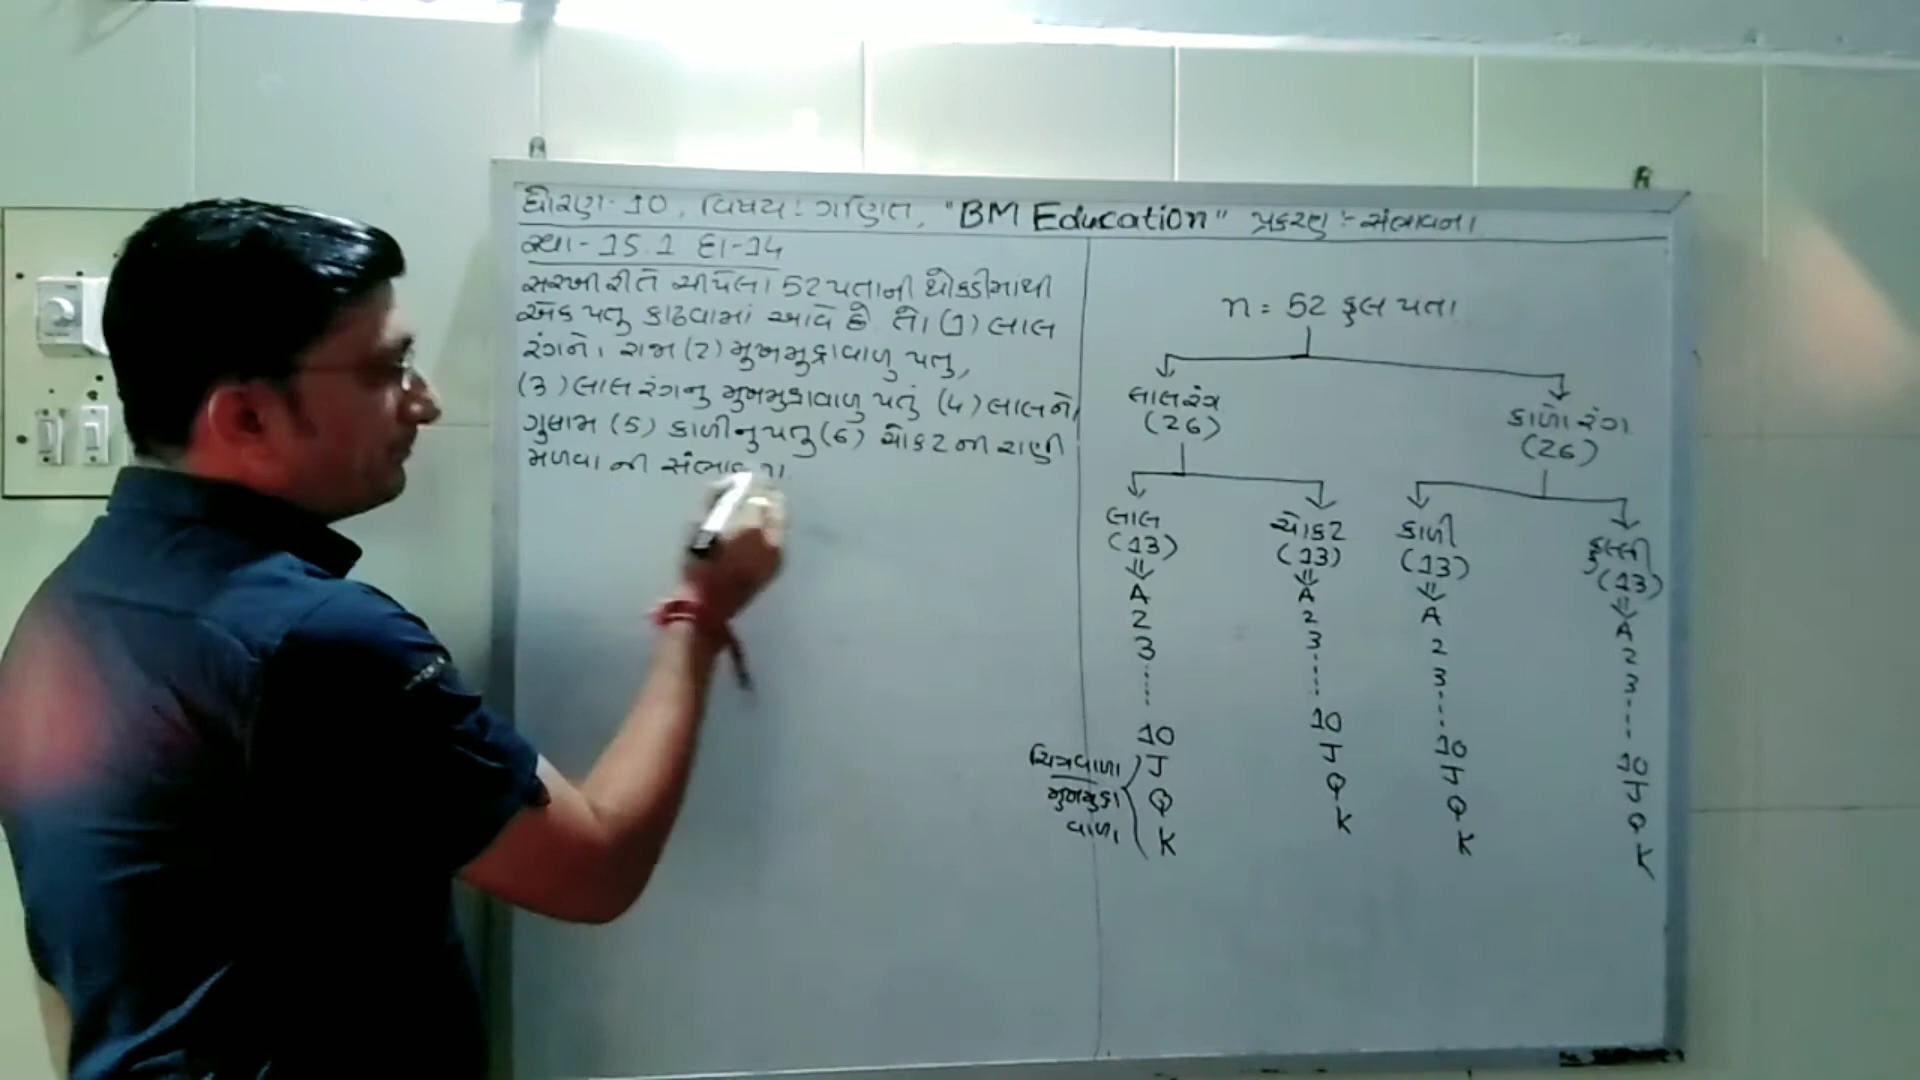 ધોરણ-10, વિષય: ગણિત, "BM Education" પ્રકરણ:- સંભાવના
સ્વા-15.1 દા-14
સરખી રીતે ચીપેલા 52 પતાની થોકડીમાંથી
એક પતુ કાઢવામાં આવે છે તો (1) લાલ
રંગનો રાજા (2) મુખમુદ્રાવાળુ પતુ,
(3) લાલ રંગનુ મુખમુદ્રાવાળુ પતું (4) લાલનો
ગુલામ (5) કાળીનુ પતુ (6) ચોકટની રાણી
મળવાની સંભાવના
n = 52 કુલ પતા
લાલ રંગ
(26)
કાળો રંગ
(26)
લાલ
(13)
A
2
3
10
J
Q
K
ચિત્રવાળા
મુખમુદ્રા
વાળા
ચોકટ
(13)
A
2
3
10
J
Q
K
કાળી
(13)
A
2
3
10
J
Q
K
ફુલ્લી
(13)
A
2
3
10
J
Q
K